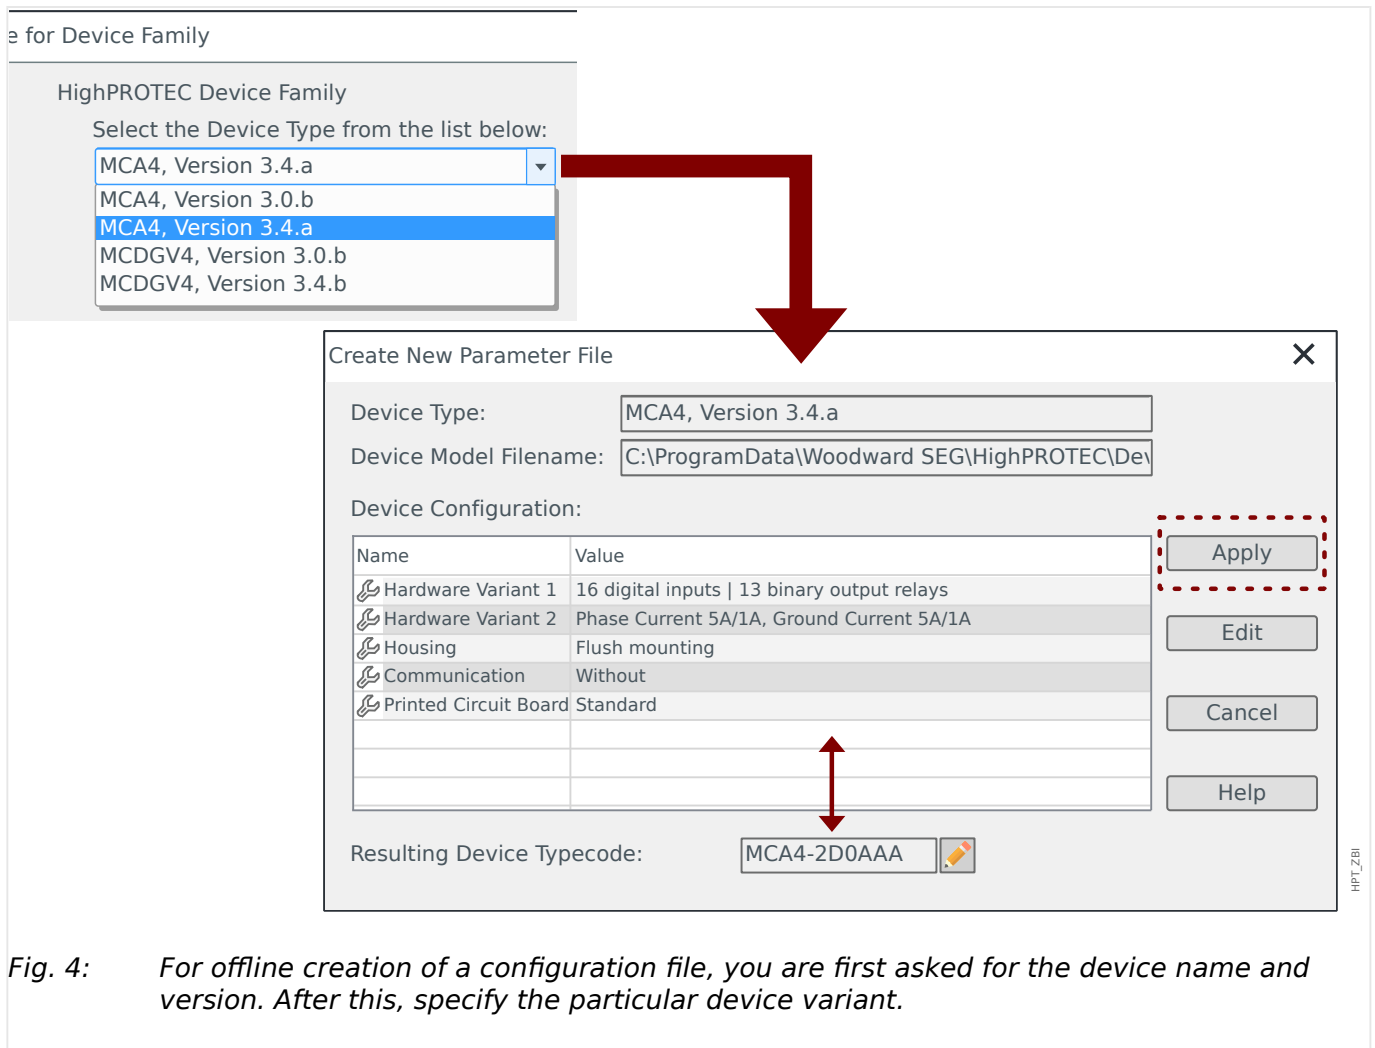 e for Device Family
HighPROTEC Device Family
Select the Device Type from the list below:
MCA4, Version 3.4.a
MCA4, Version 3.0.b
MCA4, Version 3.4.a
MCDGV4, Version 3.0.b
MCDGV4, Version 3.4.b
Create New Parameter File
Device Type: MCA4, Version 3.4.a
Device Model Filename: C:\ProgramData\Woodward SEG\HighPROTEC\Dev
Device Configuration:
Name Value
Hardware Variant 1 16 digital inputs | 13 binary output relays
Hardware Variant 2 Phase Current 5A/1A, Ground Current 5A/1A
Housing Flush mounting
Communication Without
Printed Circuit Board Standard
Apply
Edit
Cancel
Help
Resulting Device Typecode: MCA4-2D0AAA
HPT_ZBI
Fig. 4: For offline creation of a configuration file, you are first asked for the device name and
version. After this, specify the particular device variant.